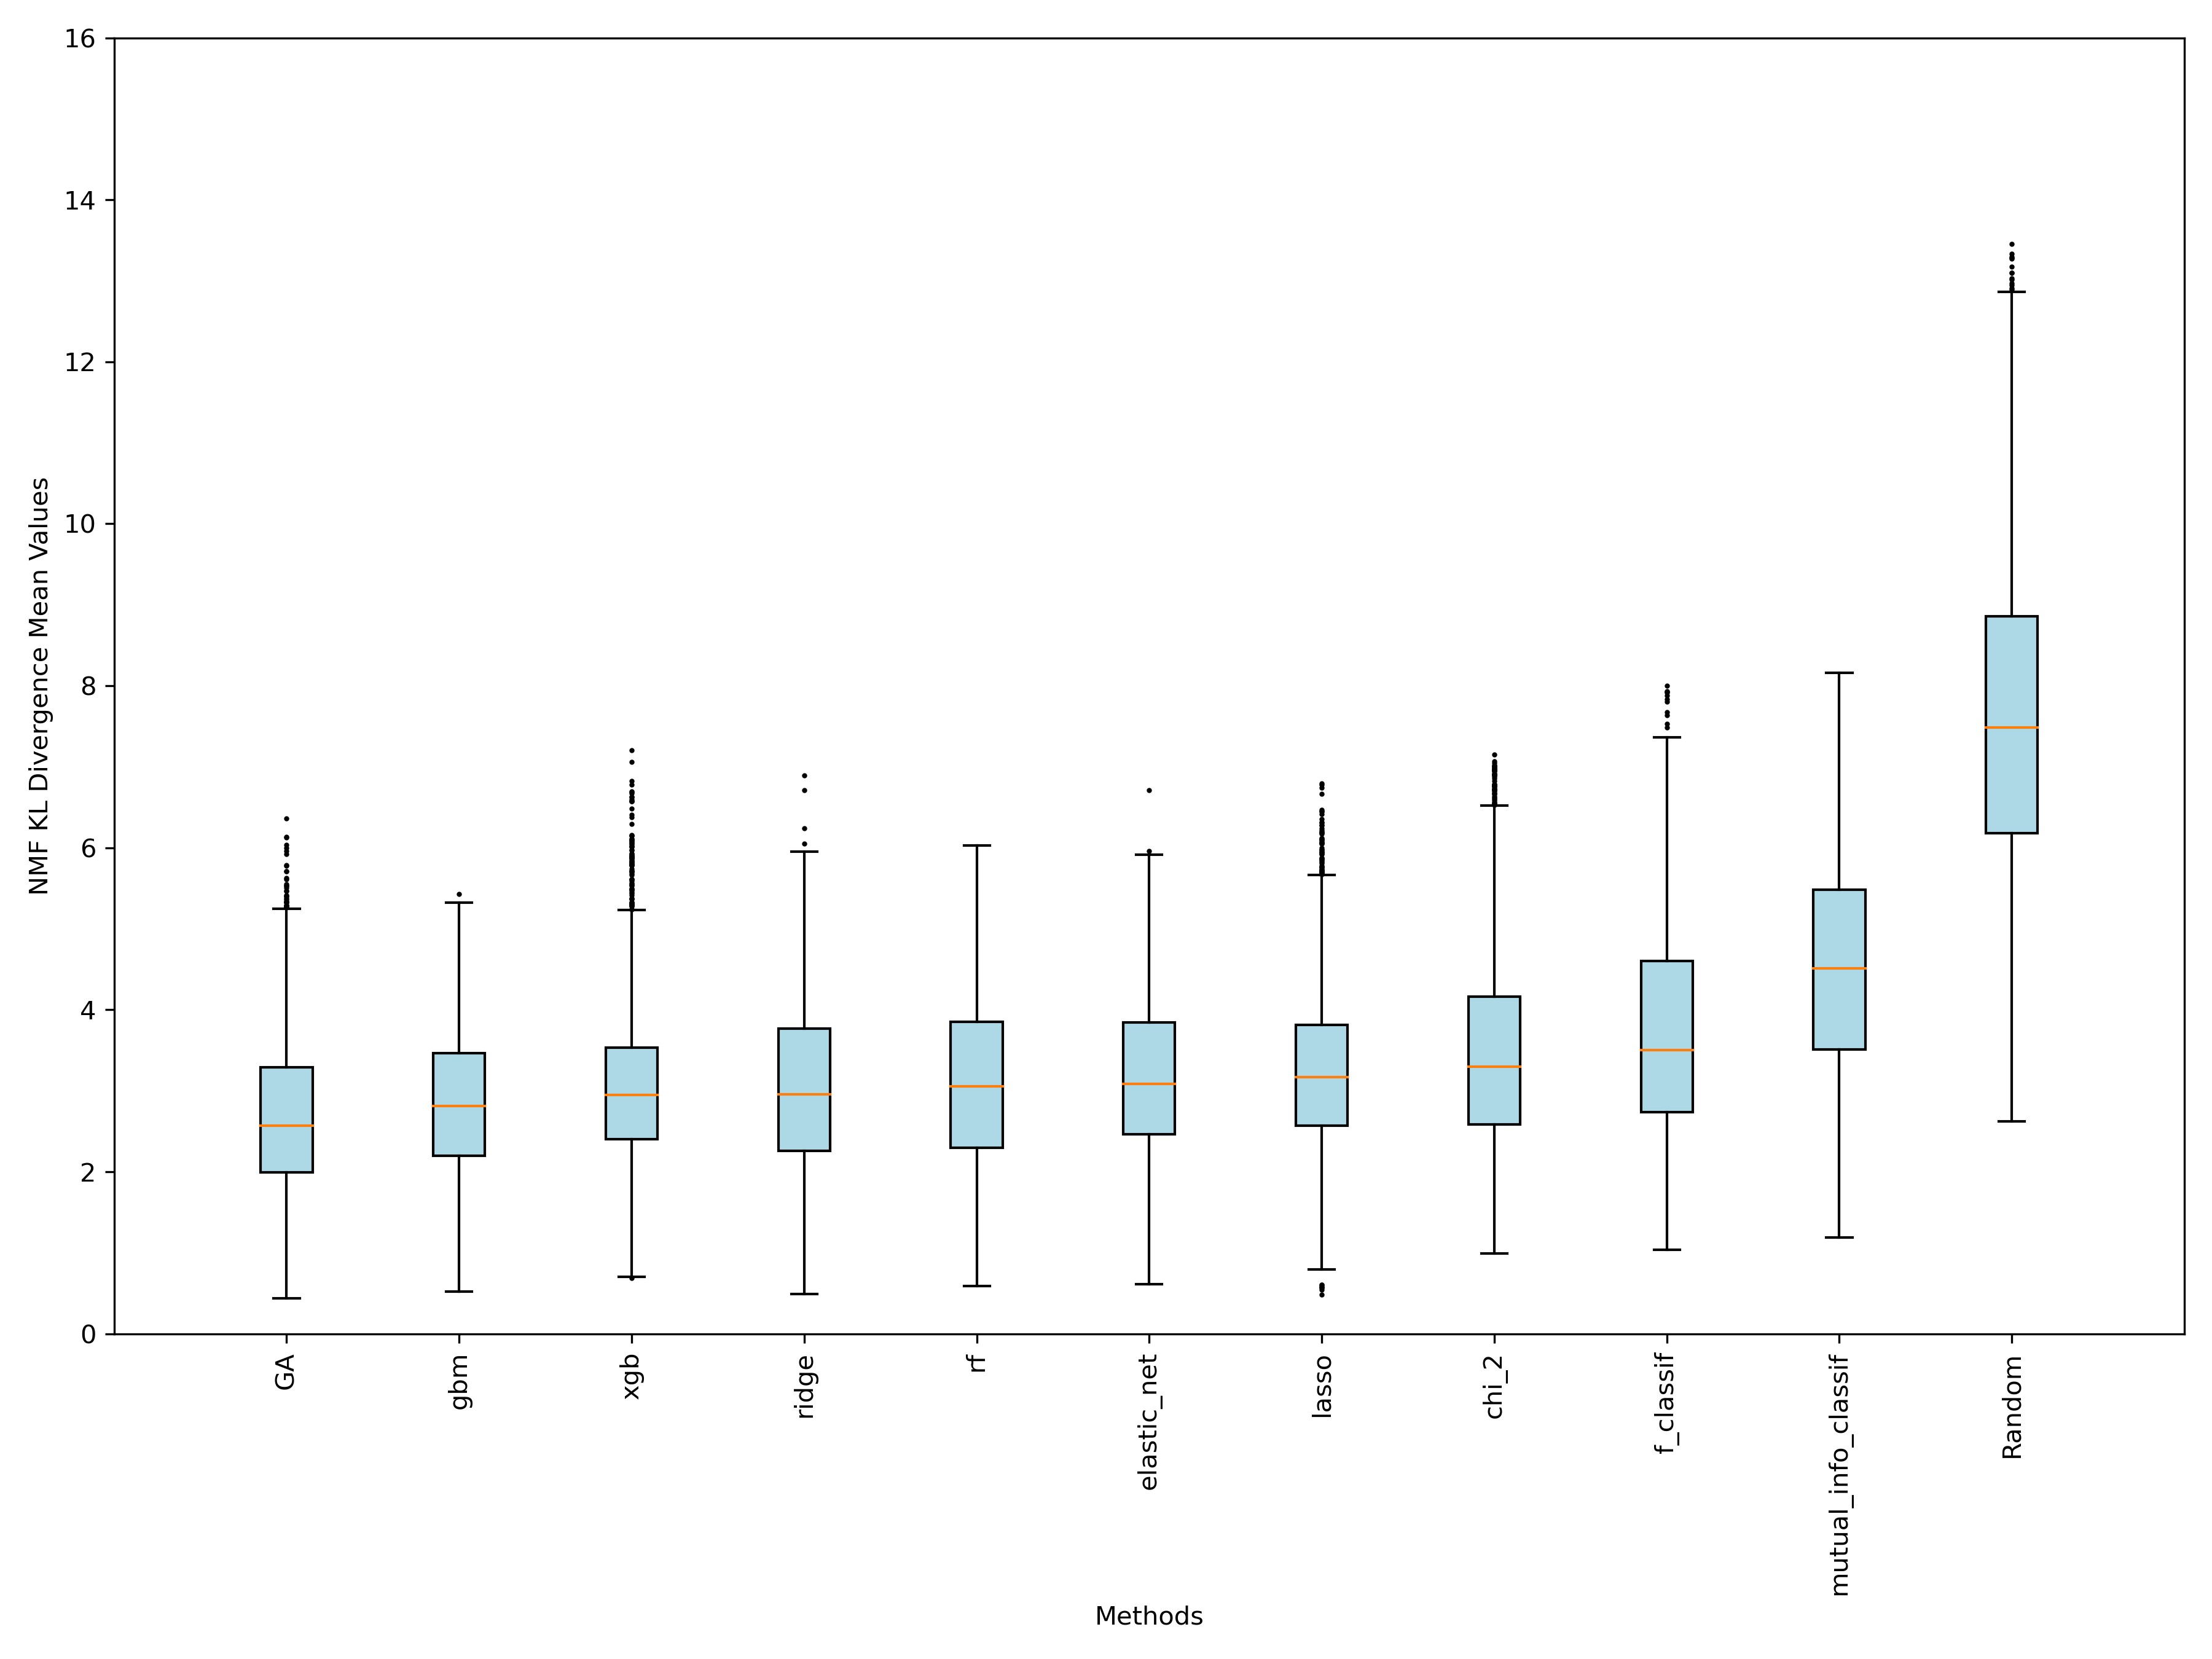 NMF KL Divergence Mean Values
16
14
12
10
8
6
4
2
0
GA
gbm
xgb
ridge
rf
elastic_net
lasso
chi_2
f_classif
mutual_info_classif
Random
Methods